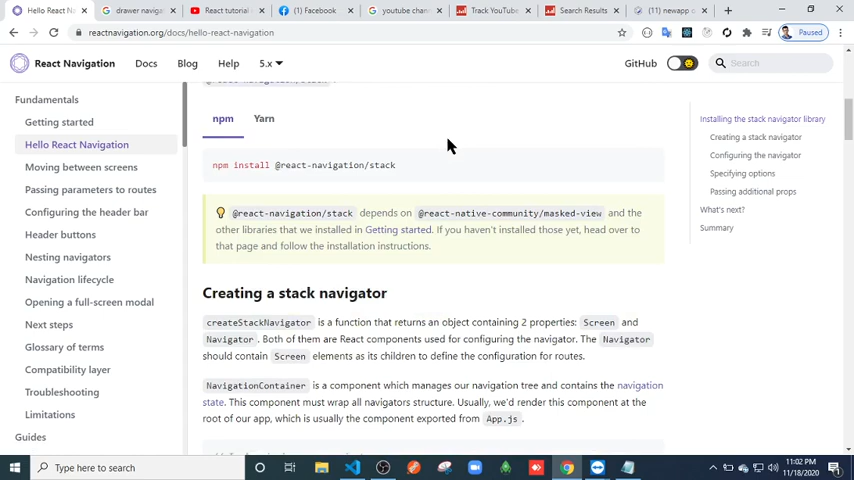 Hello React Na
drawer naviga
React tutorial
(1) Facebook
youtube chan
Track YouTube
Search Results
(11) newapp o
reactnavigation.org/docs/hello-react-navigation
Paused
React Navigation
Docs
Blog
Help
5.x
GitHub
Search
Fundamentals
Getting started
Hello React Navigation
Moving between screens
Passing parameters to routes
Configuring the header bar
Header buttons
Nesting navigators
Navigation lifecycle
Opening a full-screen modal
Next steps
Glossary of terms
Compatibility layer
Troubleshooting
Limitations
Guides
npm
Yarn
npm install @react-navigation/stack
@react-navigation/stack depends on @react-native-community/masked-view and the
other libraries that we installed in Getting started. If you haven't installed those yet, head over to
that page and follow the installation instructions.
Creating a stack navigator
createStackNavigator is a function that returns an object containing 2 properties: Screen and
Navigator. Both of them are React components used for configuring the navigator. The Navigator
should contain Screen elements as its children to define the configuration for routes.
NavigationContainer is a component which manages our navigation tree and contains the navigation
state. This component must wrap all navigators structure. Usually, we'd render this component at the
root of our app, which is usually the component exported from App.js.
Installing the stack navigator library
Creating a stack navigator
Configuring the navigator
Specifying options
Passing additional props
What's next?
Summary
Type here to search
11:02 PM
11/18/2020